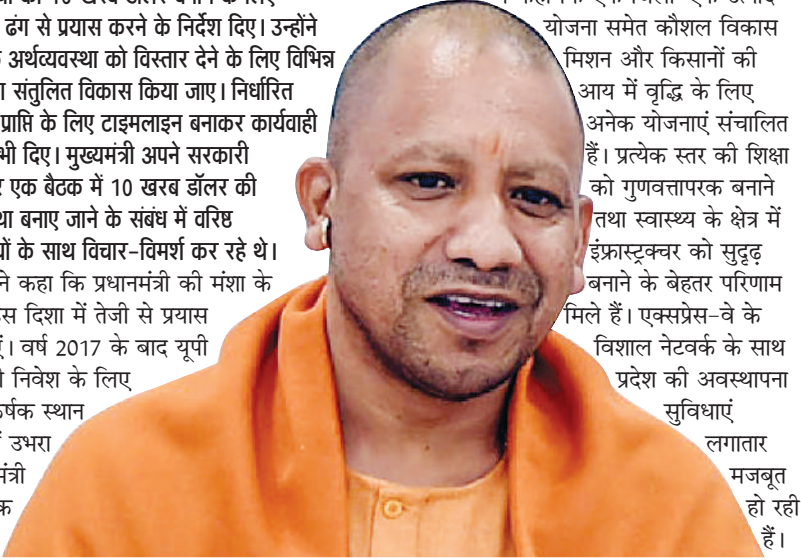 ढंग से प्रयास करने के निर्देश दिए। उन्होंने
अर्थव्यवस्था को विस्तार देने के लिए विभिन्न
संतुलित विकास किया जाए। निर्धारित
प्राप्ति के लिए टाइमलाइन बनाकर कार्यवाही
भी दिए। मुख्यमंत्री अपने सरकारी
एक बैठक में 10 खरब डॉलर की
बनाए जाने के संबंध में वरिष्ठ
के साथ विचार-विमर्श कर रहे थे।
ने कहा कि प्रधानमंत्री की मंशा के
दिशा में तेजी से प्रयास
वर्ष 2017 के बाद यूपी
निवेश के लिए
स्थान
उभरा
योजना समेत कौशल विकास
मिशन और किसानों की
आय में वृद्धि के लिए
अनेक योजनाएं संचालित
हैं। प्रत्येक स्तर की शिक्षा
को गुणवत्तापरक बनाने
तथा स्वास्थ्य के क्षेत्र में
इंफ्रास्ट्रक्चर को सुदृढ़
बनाने के बेहतर परिणाम
मिले हैं। एक्सप्रेस-वे के
विशाल नेटवर्क के साथ
प्रदेश की अवस्थापना
सुविधाएं
लगातार
मजबूत
हो रही
हैं।